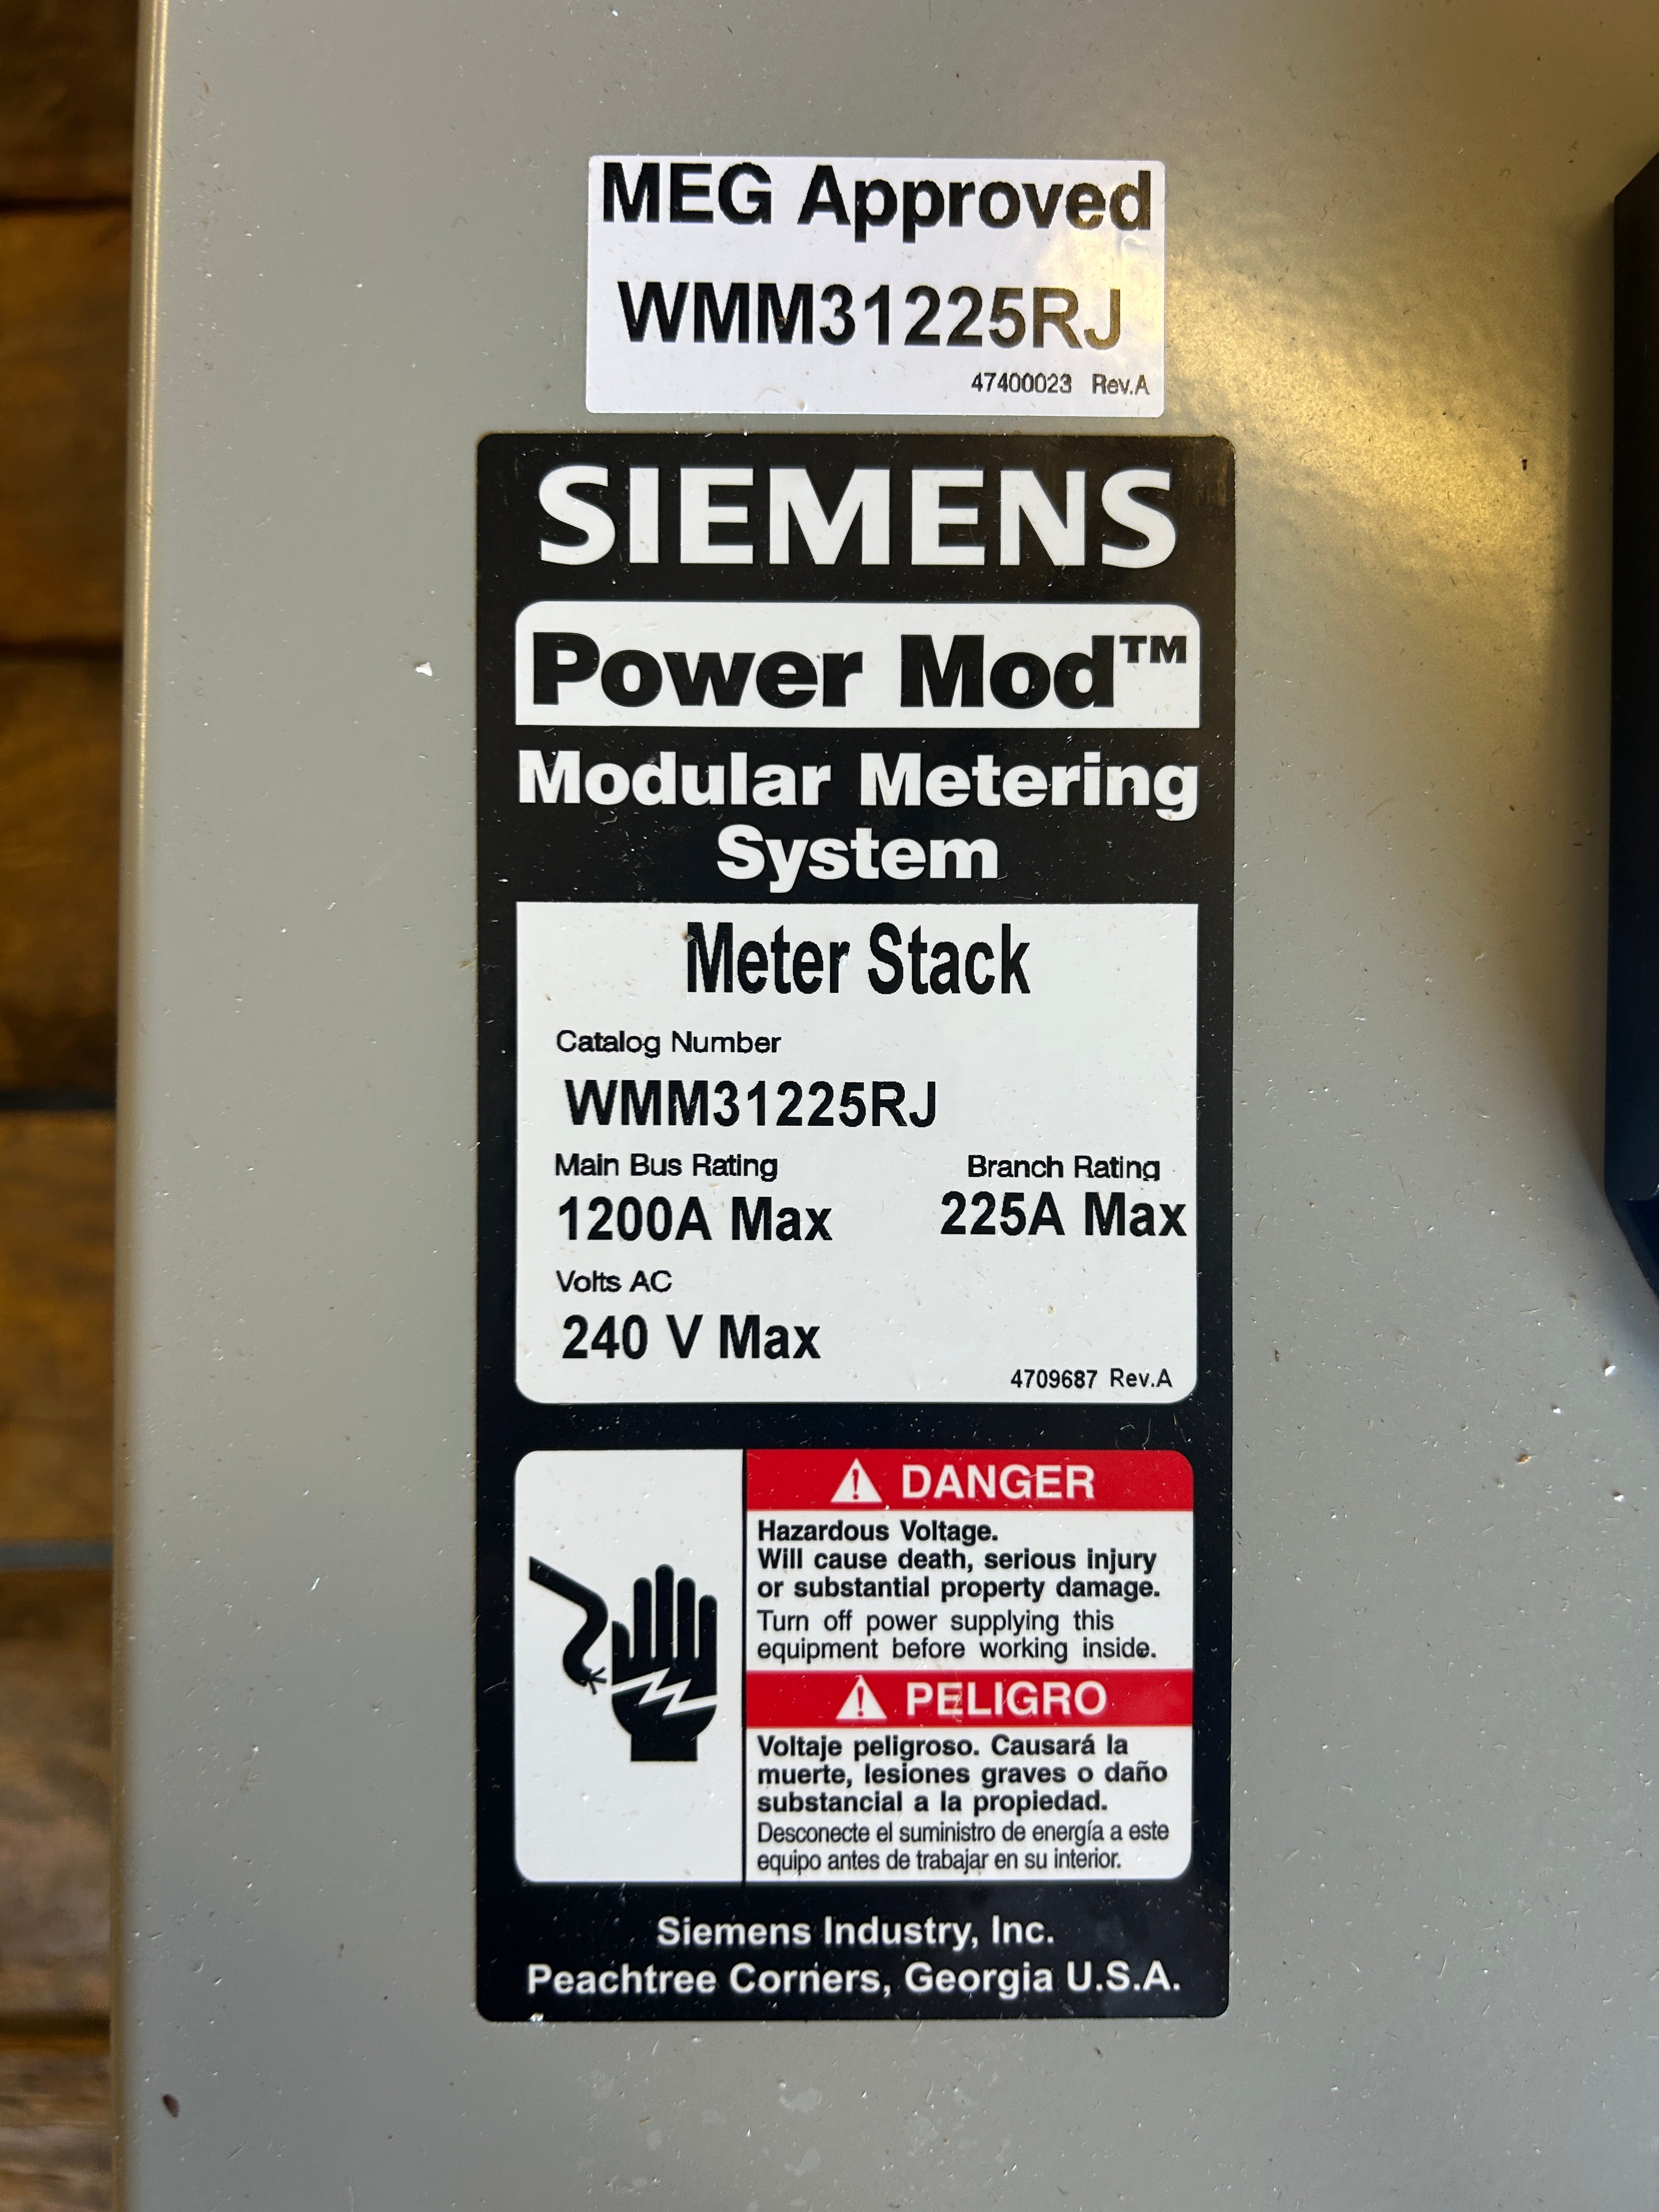 MEG Approved
WMM31225RJ
47400023 Rev.A
SIEMENS
Power Mod™
Modular Metering
System
Meter Stack
Catalog Number
WMM31225RJ
Main Bus Rating Branch Rating
1200A Max 225A Max
Volts AC
240 V Max
4709687 Rev.A
DANGER
Hazardous Voltage.
Will cause death, serious injury
or substantial property damage.
Turn off power supplying this
equipment before working inside.
PELIGRO
Voltaje peligroso. Causará la
muerte, lesiones graves o daño
substancial a la propiedad.
Desconecte el suministro de energía a este
equipo antes de trabajar en su interior.
Siemens Industry, Inc.
Peachtree Corners, Georgia U.S.A.